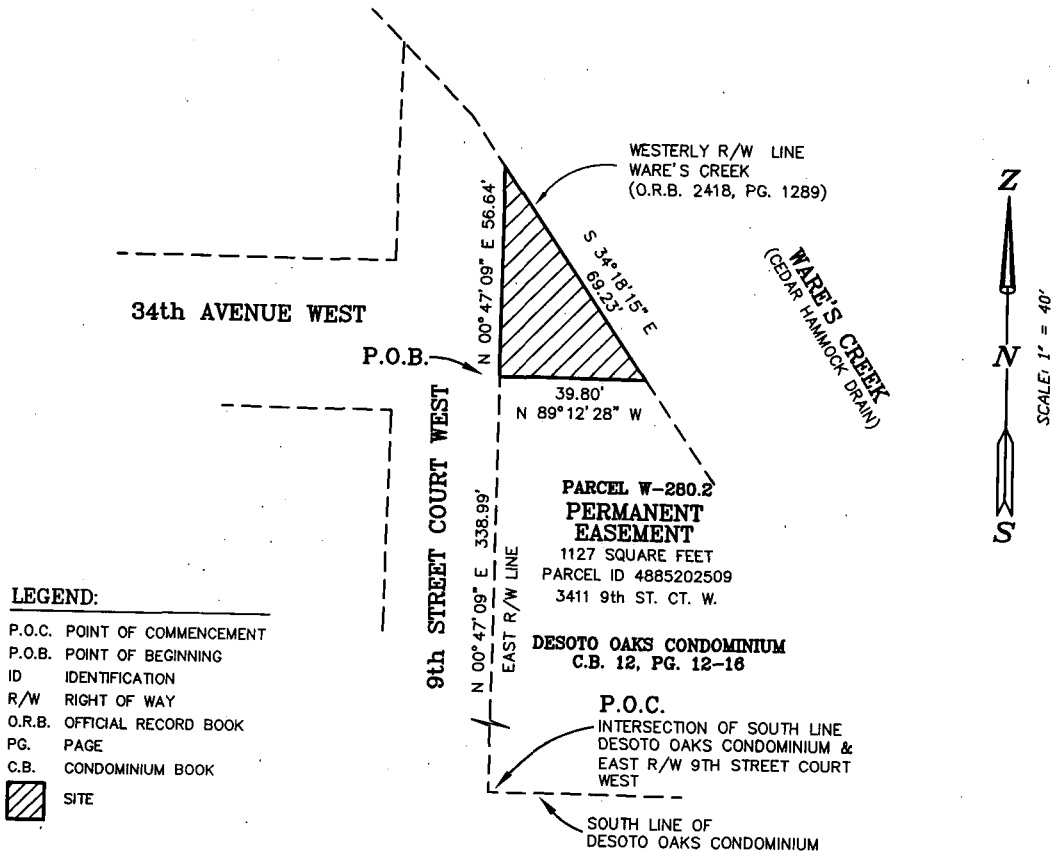 WESTERLY R/W LINE
WARE'S CREEK
(O.R.B. 2418, PG. 1289)
N 00°47'09" E 56.64'
S 34°18'15" E
69.23'
WARE'S CREEK
(CEDAR HAMMOCK DRAIN)
Z
N
S
SCALE: 1" = 40'
34th AVENUE WEST
P.O.B.
39.80'
N 89°12'28" W
9th STREET COURT WEST
N 00°47'09" E 338.99'
EAST R/W LINE
PARCEL W-280.2
PERMANENT
EASEMENT
1127 SQUARE FEET
PARCEL ID 4885202509
3411 9th ST. CT. W.
DESOTO OAKS CONDOMINIUM
C.B. 12, PG. 12-16
P.O.C.
INTERSECTION OF SOUTH LINE
DESOTO OAKS CONDOMINIUM &
EAST R/W 9TH STREET COURT
WEST
SOUTH LINE OF
DESOTO OAKS CONDOMINIUM
LEGEND:
P.O.C. POINT OF COMMENCEMENT
P.O.B. POINT OF BEGINNING
ID IDENTIFICATION
R/W RIGHT OF WAY
O.R.B. OFFICIAL RECORD BOOK
PG. PAGE
C.B. CONDOMINIUM BOOK
SITE